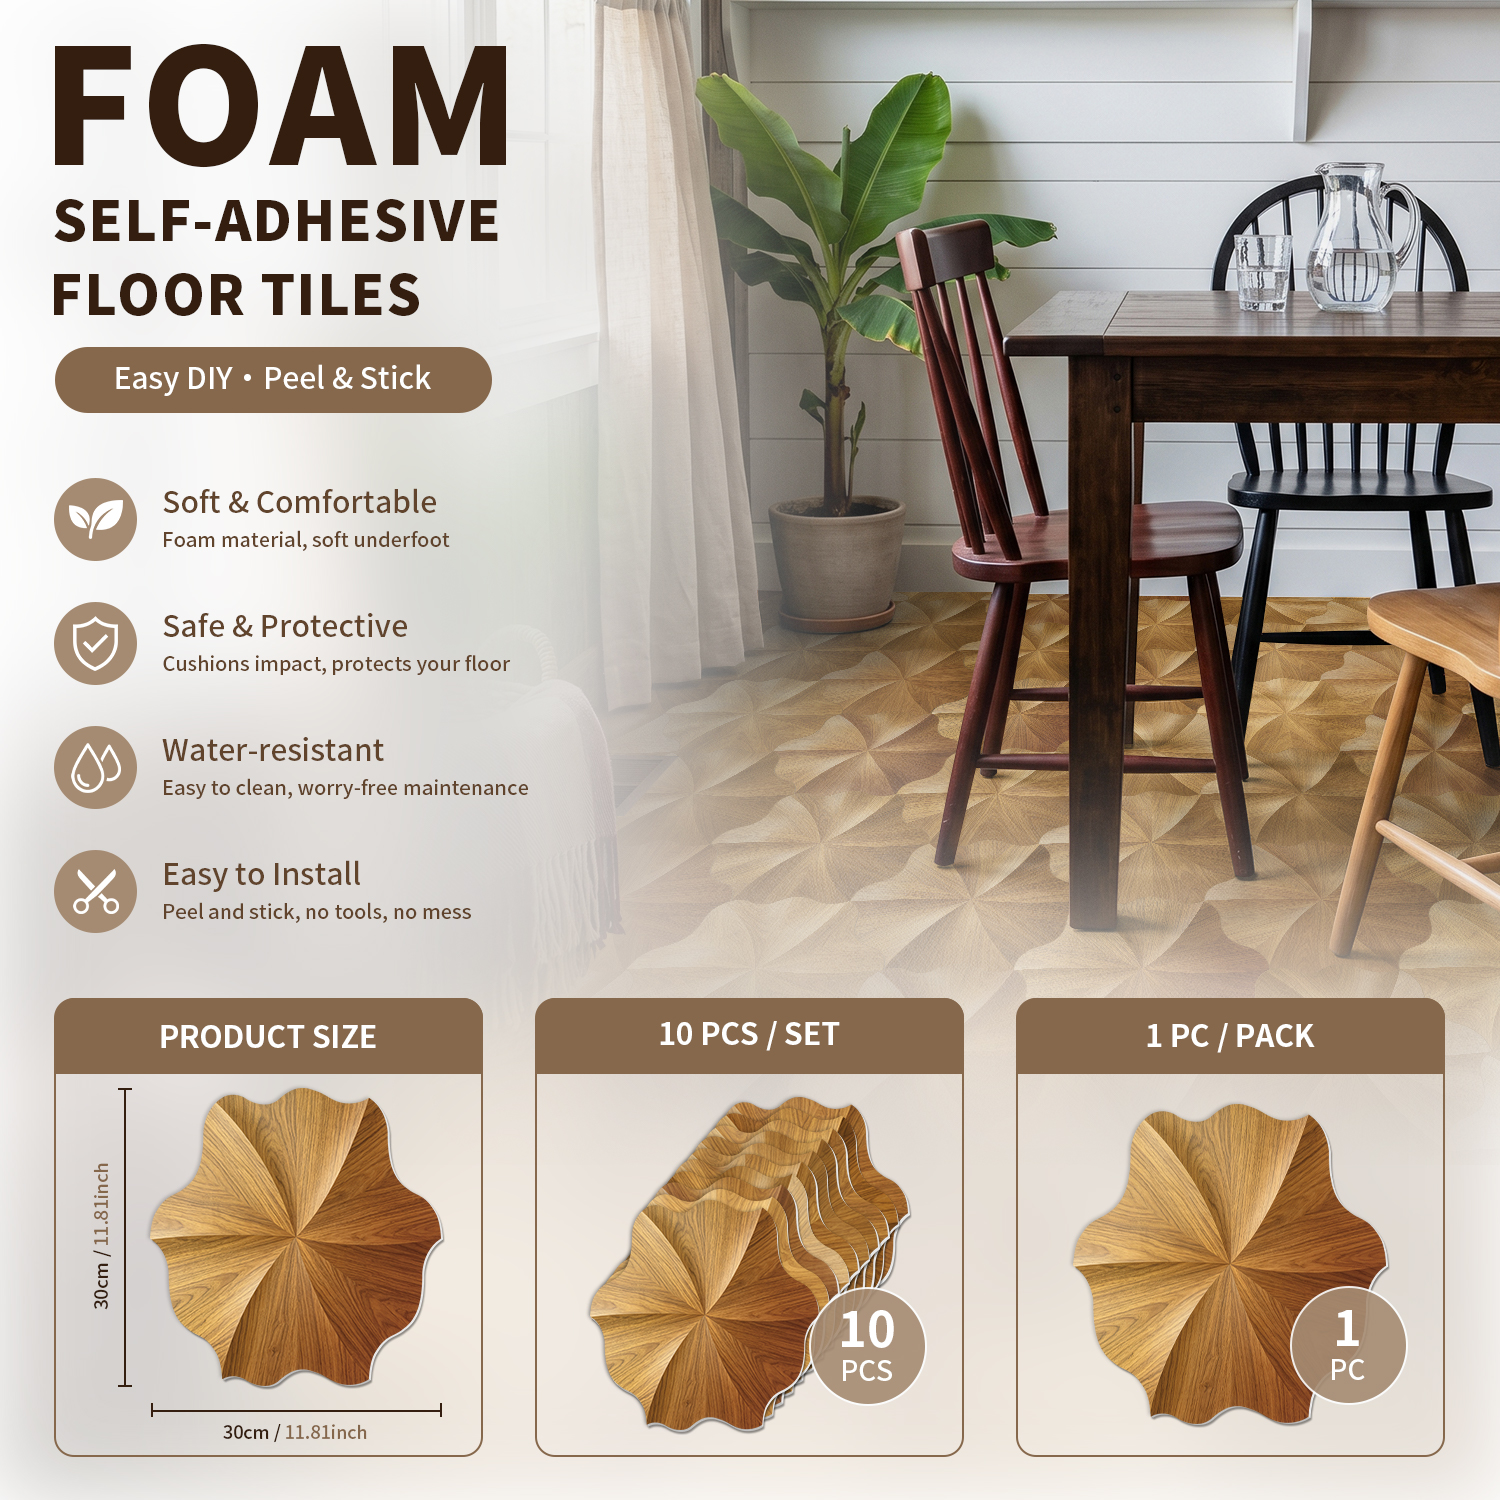 FOAM
SELF-ADHESIVE
FLOOR TILES
Easy DIY • Peel & Stick
Soft & Comfortable
Foam material, soft underfoot
Safe & Protective
Cushions impact, protects your floor
Water-resistant
Easy to clean, worry-free maintenance
Easy to Install
Peel and stick, no tools, no mess
PRODUCT SIZE
30cm / 11.81inch
30cm / 11.81inch
10 PCS / SET
10
PCS
1 PC / PACK
1
PC